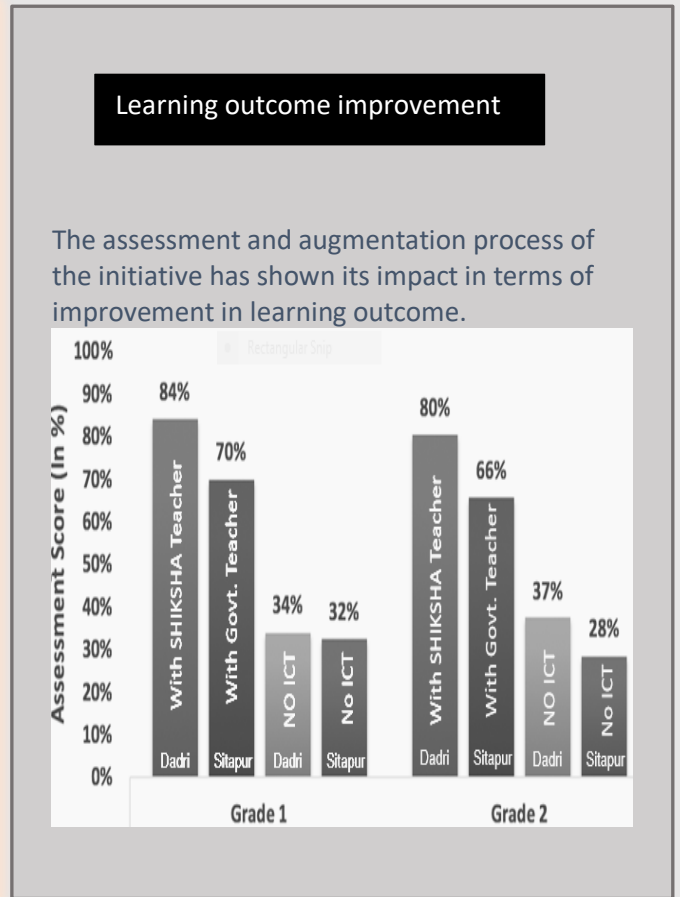 Learning outcome improvement
The assessment and augmentation process of
the initiative has shown its impact in terms of
improvement in learning outcome.
Rectangular Snip
Assessment Score (In %)
100%
90%
80%
70%
60%
50%
40%
30%
20%
10%
0%
84%
With SHIKSHA Teacher
Dadri
70%
With Govt. Teacher
Sitapur
34%
NO ICT
Dadri
32%
No ICT
Sitapur
Grade 1
80%
With SHIKSHA Teacher
Dadri
66%
With Govt. Teacher
Sitapur
37%
NO ICT
Dadri
28%
No ICT
Sitapur
Grade 2